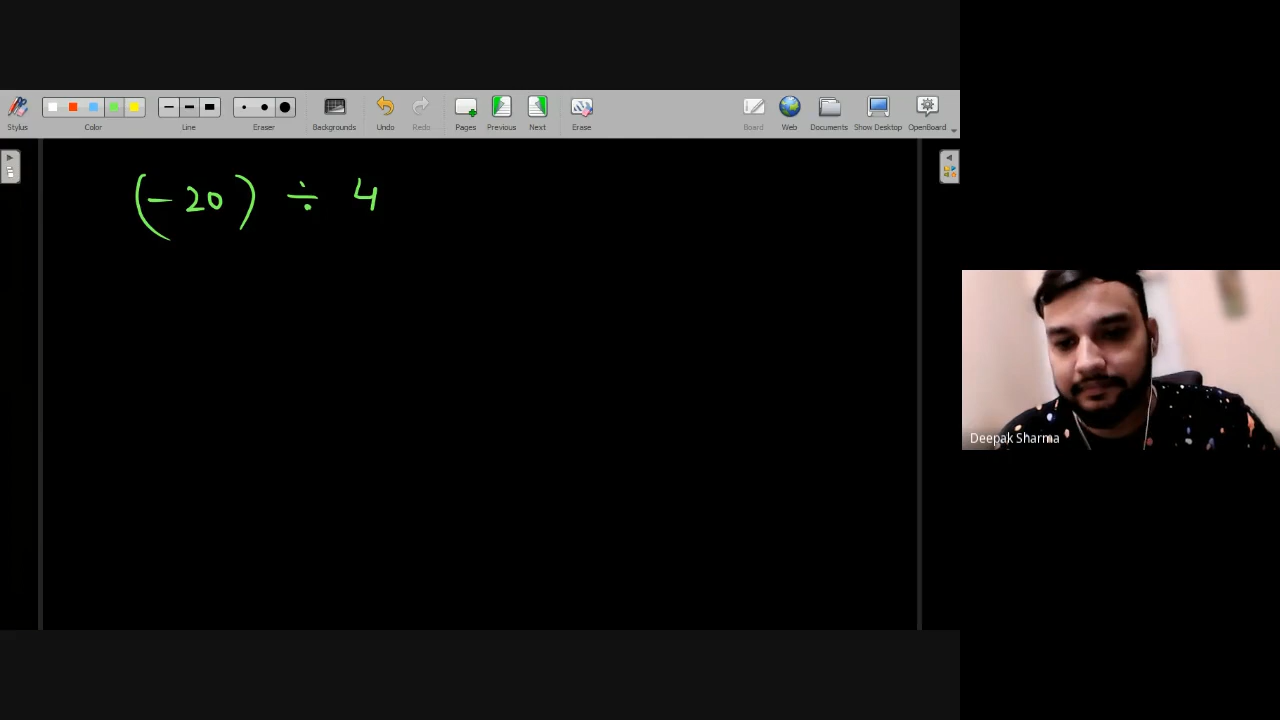 Stylus Color Line Eraser Backgrounds Undo Redo Pages Previous Next Erase Board Web Documents Show Desktop OpenBoard
(-20) ÷ 4
Deepak Sharma